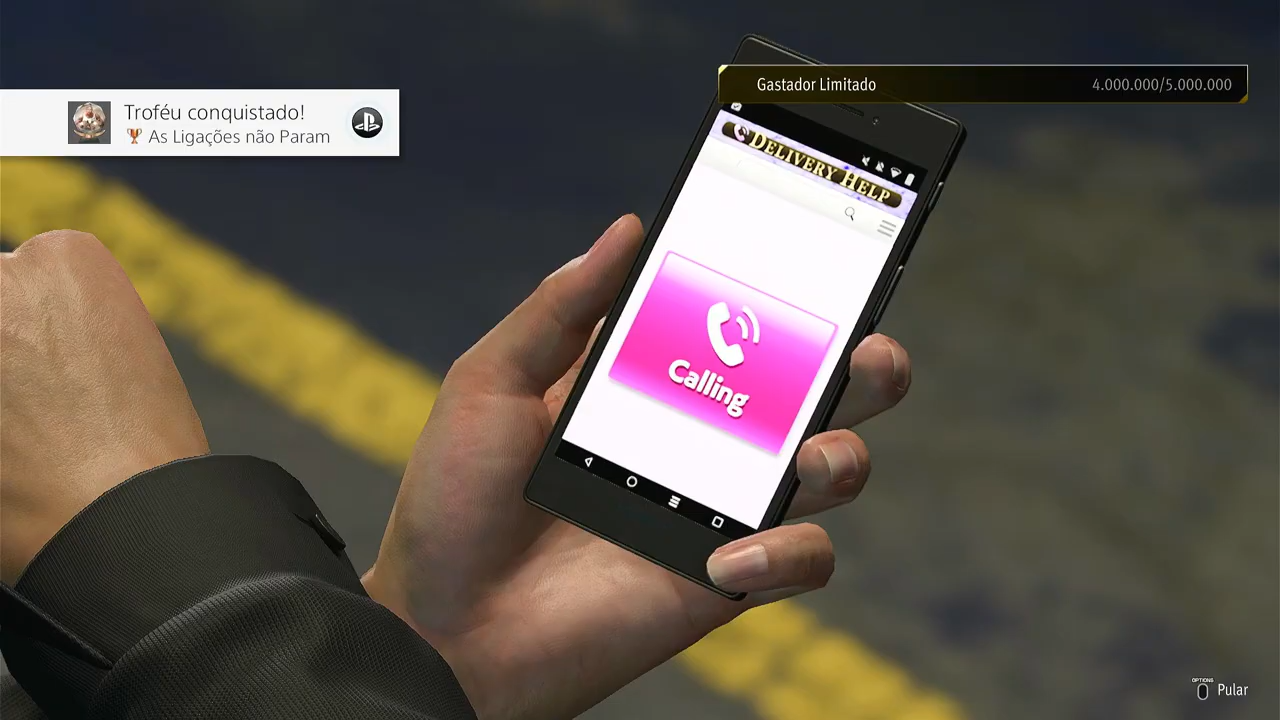 Troféu conquistado!
As Ligações não Param
Gastador Limitado
4.000.000/5.000.000
DELIVERY HELP
Calling
OPTIONS
Pular